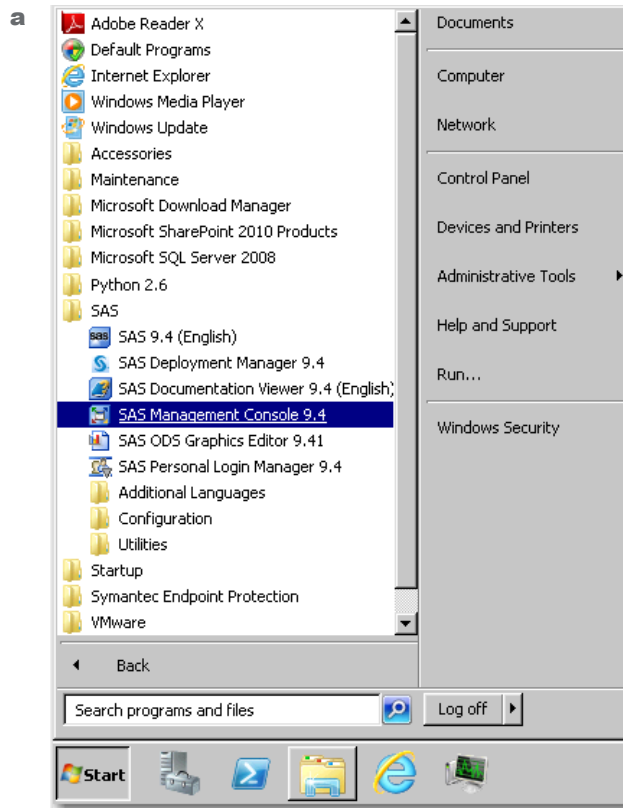 a
Adobe Reader X
Default Programs
Internet Explorer
Windows Media Player
Windows Update
Accessories
Maintenance
Microsoft Download Manager
Microsoft SharePoint 2010 Products
Microsoft SQL Server 2008
Python 2.6
SAS
sas SAS 9.4 (English)
SAS Deployment Manager 9.4
SAS Documentation Viewer 9.4 (English)
SAS Management Console 9.4
SAS ODS Graphics Editor 9.41
SAS Personal Login Manager 9.4
Additional Languages
Configuration
Utilities
Startup
Symantec Endpoint Protection
VMware
Back
Search programs and files
Documents
Computer
Network
Control Panel
Devices and Printers
Administrative Tools
Help and Support
Run...
Windows Security
Log off
Start